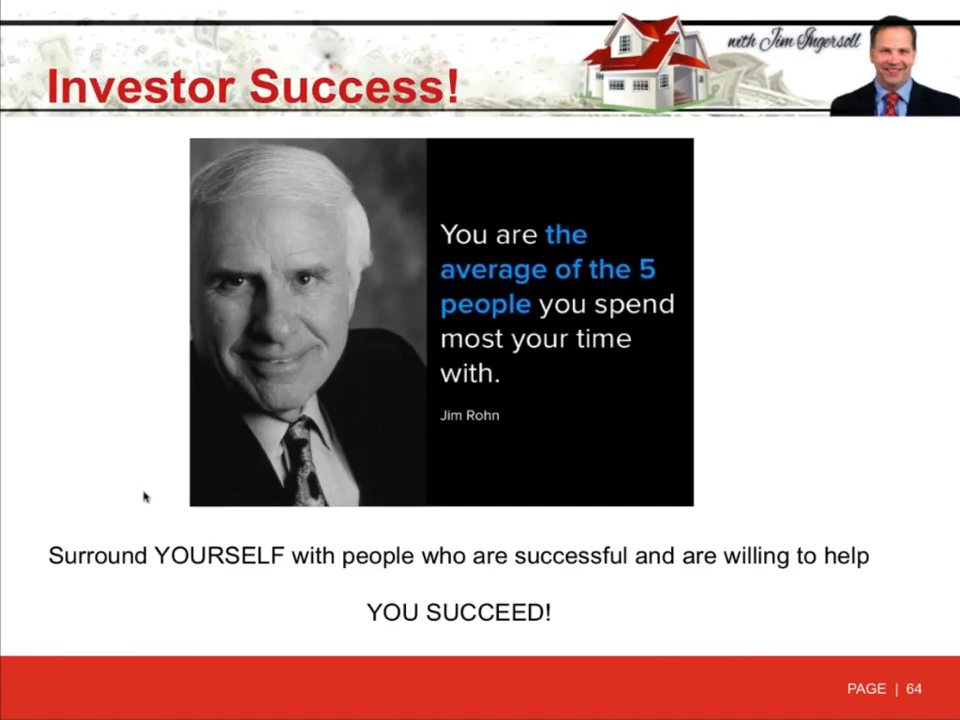 with Jim Ingersoll
Investor Success!
You are the
average of the 5
people you spend
most your time
with.
Jim Rohn
Surround YOURSELF with people who are successful and are willing to help
YOU SUCCEED!
PAGE | 64